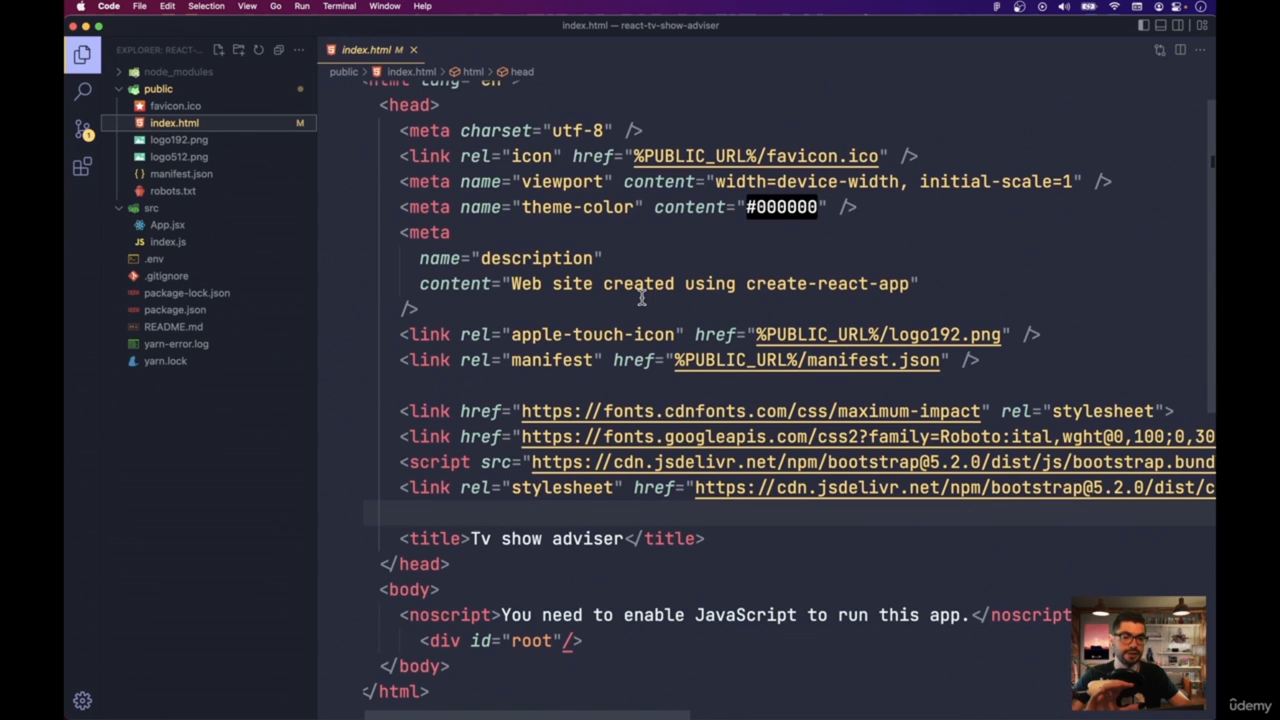 Code File Edit Selection View Go Run Terminal Window Help
index.html — react-tv-show-adviser
EXPLORER: REACT-...
index.html M
node_modules
public > index.html > html > head
public
favicon.ico
index.html M
logo192.png
logo512.png
manifest.json
robots.txt
src
App.jsx
index.js
.env
.gitignore
package-lock.json
package.json
README.md
yarn-error.log
yarn.lock
1
<html lang="en">
<head>
<meta charset="utf-8" />
<link rel="icon" href="%PUBLIC_URL%/favicon.ico" />
<meta name="viewport" content="width=device-width, initial-scale=1" />
<meta name="theme-color" content="#000000" />
<meta
name="description"
content="Web site created using create-react-app"
/>
<link rel="apple-touch-icon" href="%PUBLIC_URL%/logo192.png" />
<link rel="manifest" href="%PUBLIC_URL%/manifest.json" />
<link href="https://fonts.cdnfonts.com/css/maximum-impact" rel="stylesheet">
<link href="https://fonts.googleapis.com/css2?family=Roboto:ital,wght@0,100;0,30
<script src="https://cdn.jsdelivr.net/npm/bootstrap@5.2.0/dist/js/bootstrap.bund
<link rel="stylesheet" href="https://cdn.jsdelivr.net/npm/bootstrap@5.2.0/dist/c
<title>Tv show adviser</title>
</head>
<body>
<noscript>You need to enable JavaScript to run this app.</noscript
<div id="root"/>
</body>
</html>
ûdemy